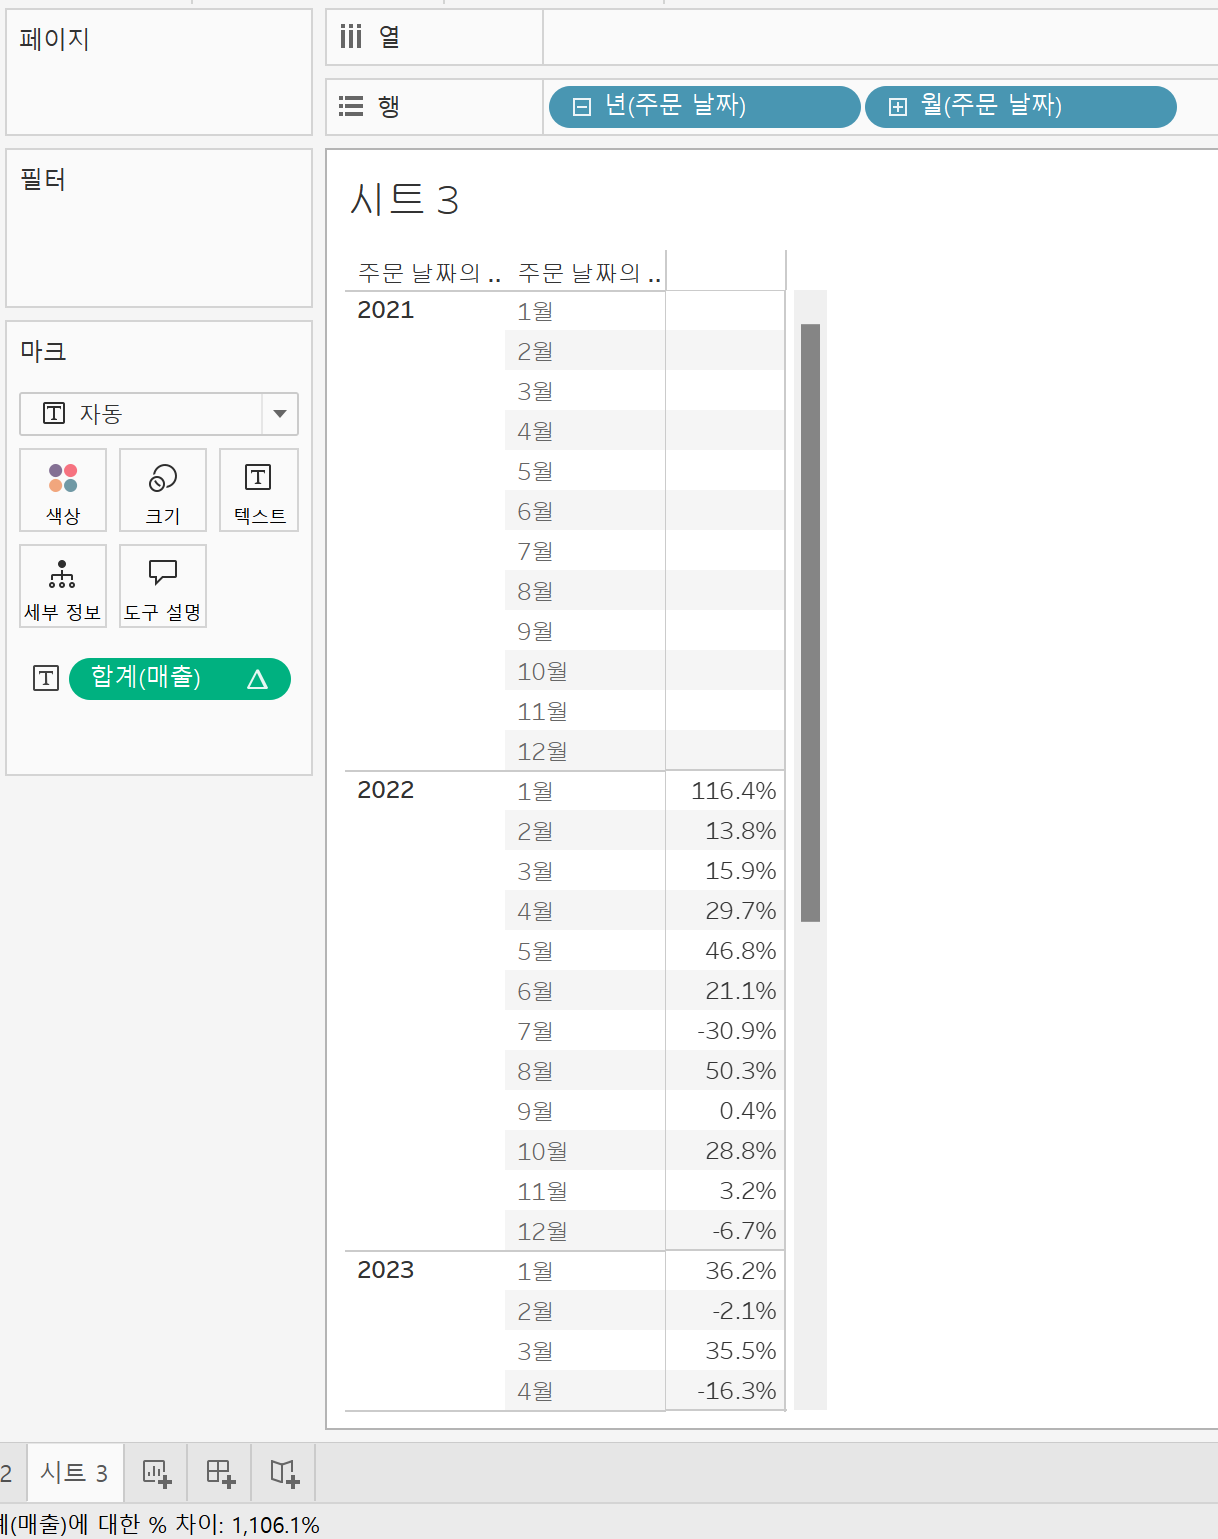 페이지
열
행
년(주문 날짜)
월(주문 날짜)
필터
시트 3
주문 날짜의 .. 주문 날짜의 ..
마크
자동
색상
크기
텍스트
세부 정보
도구 설명
합계(매출)
2021 1월
2월
3월
4월
5월
6월
7월
8월
9월
10월
11월
12월
2022 1월 116.4%
2월 13.8%
3월 15.9%
4월 29.7%
5월 46.8%
6월 21.1%
7월 -30.9%
8월 50.3%
9월 0.4%
10월 28.8%
11월 3.2%
12월 -6.7%
2023 1월 36.2%
2월 -2.1%
3월 35.5%
4월 -16.3%
2 시트 3
계(매출)에 대한 % 차이: 1,106.1%